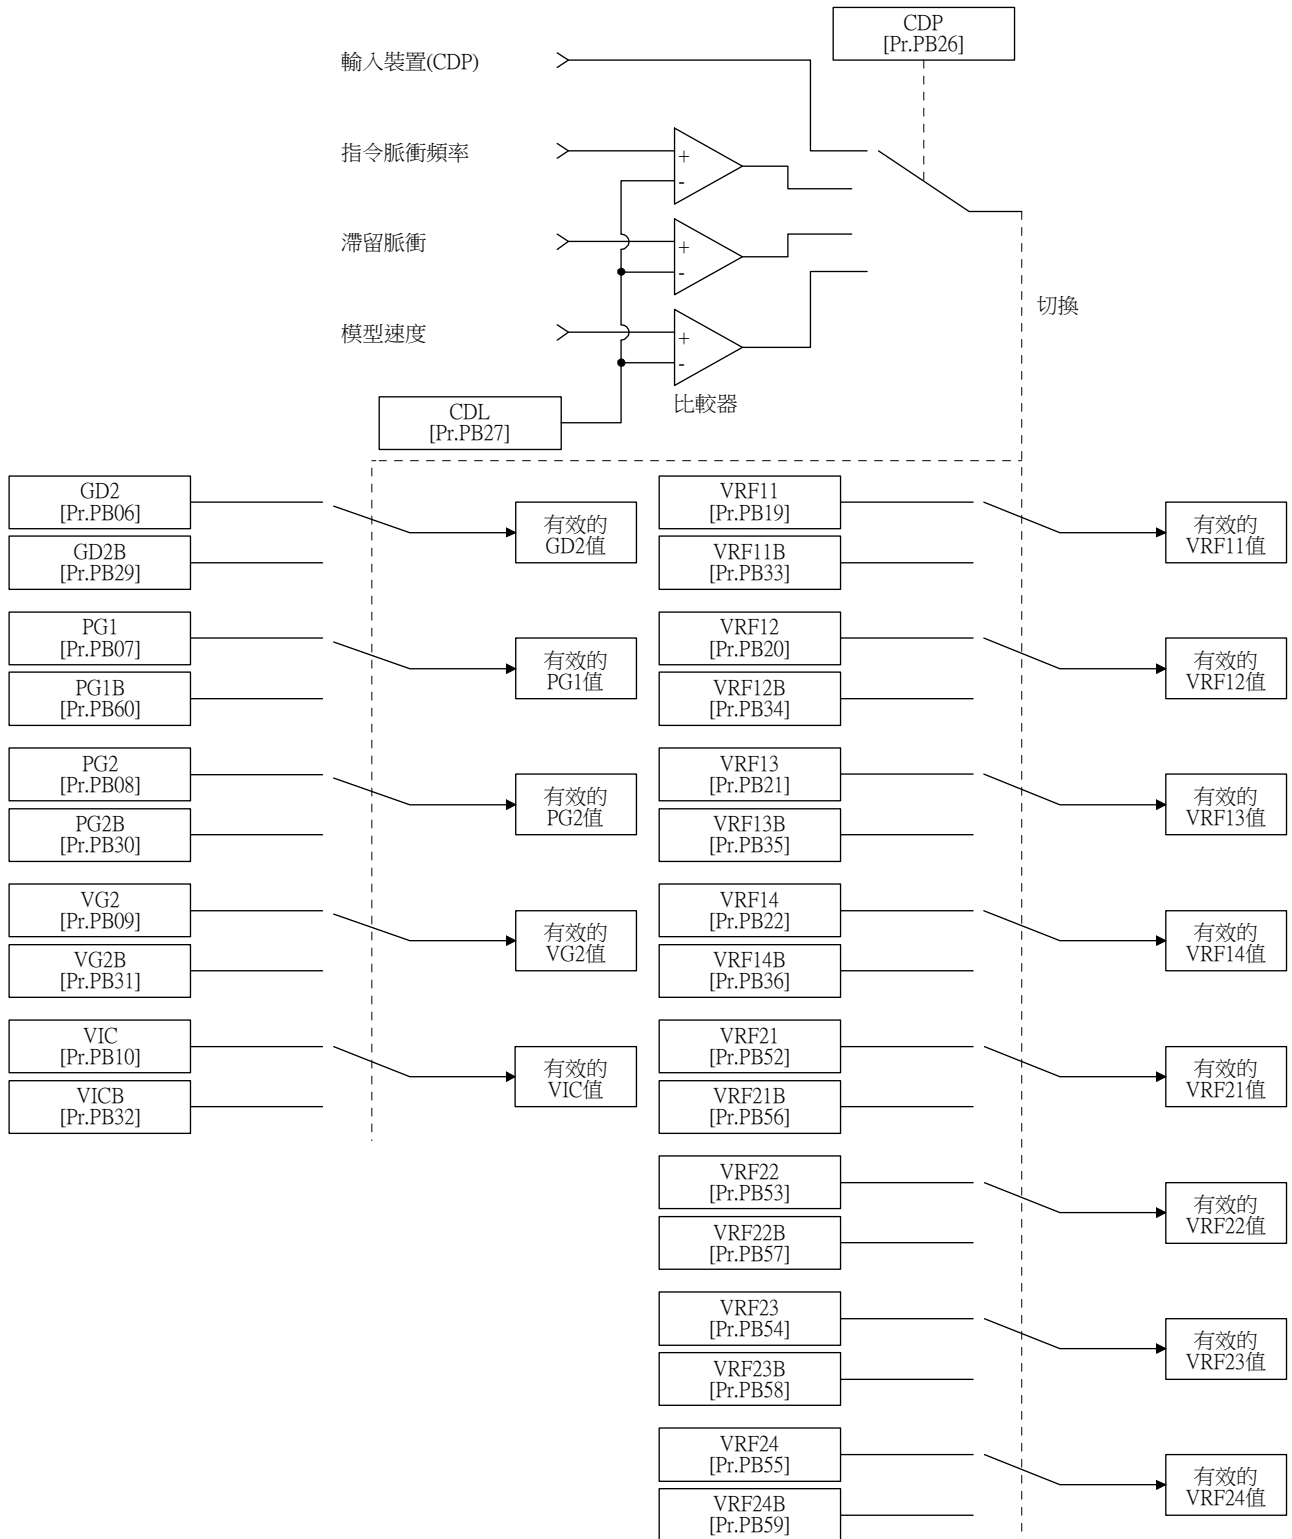 CDP
[Pr.PB26]
輸入裝置(CDP)
指令脈衝頻率
+
-
滯留脈衝
+
-
切換
模型速度
+
-
比較器
CDL
[Pr.PB27]
GD2
[Pr.PB06]
GD2B
[Pr.PB29]
有效的
GD2值
PG1
[Pr.PB07]
PG1B
[Pr.PB60]
有效的
PG1值
PG2
[Pr.PB08]
PG2B
[Pr.PB30]
有效的
PG2值
VG2
[Pr.PB09]
VG2B
[Pr.PB31]
有效的
VG2值
VIC
[Pr.PB10]
VICB
[Pr.PB32]
有效的
VIC值
VRF11
[Pr.PB19]
VRF11B
[Pr.PB33]
有效的
VRF11值
VRF12
[Pr.PB20]
VRF12B
[Pr.PB34]
有效的
VRF12值
VRF13
[Pr.PB21]
VRF13B
[Pr.PB35]
有效的
VRF13值
VRF14
[Pr.PB22]
VRF14B
[Pr.PB36]
有效的
VRF14值
VRF21
[Pr.PB52]
VRF21B
[Pr.PB56]
有效的
VRF21值
VRF22
[Pr.PB53]
VRF22B
[Pr.PB57]
有效的
VRF22值
VRF23
[Pr.PB54]
VRF23B
[Pr.PB58]
有效的
VRF23值
VRF24
[Pr.PB55]
VRF24B
[Pr.PB59]
有效的
VRF24值